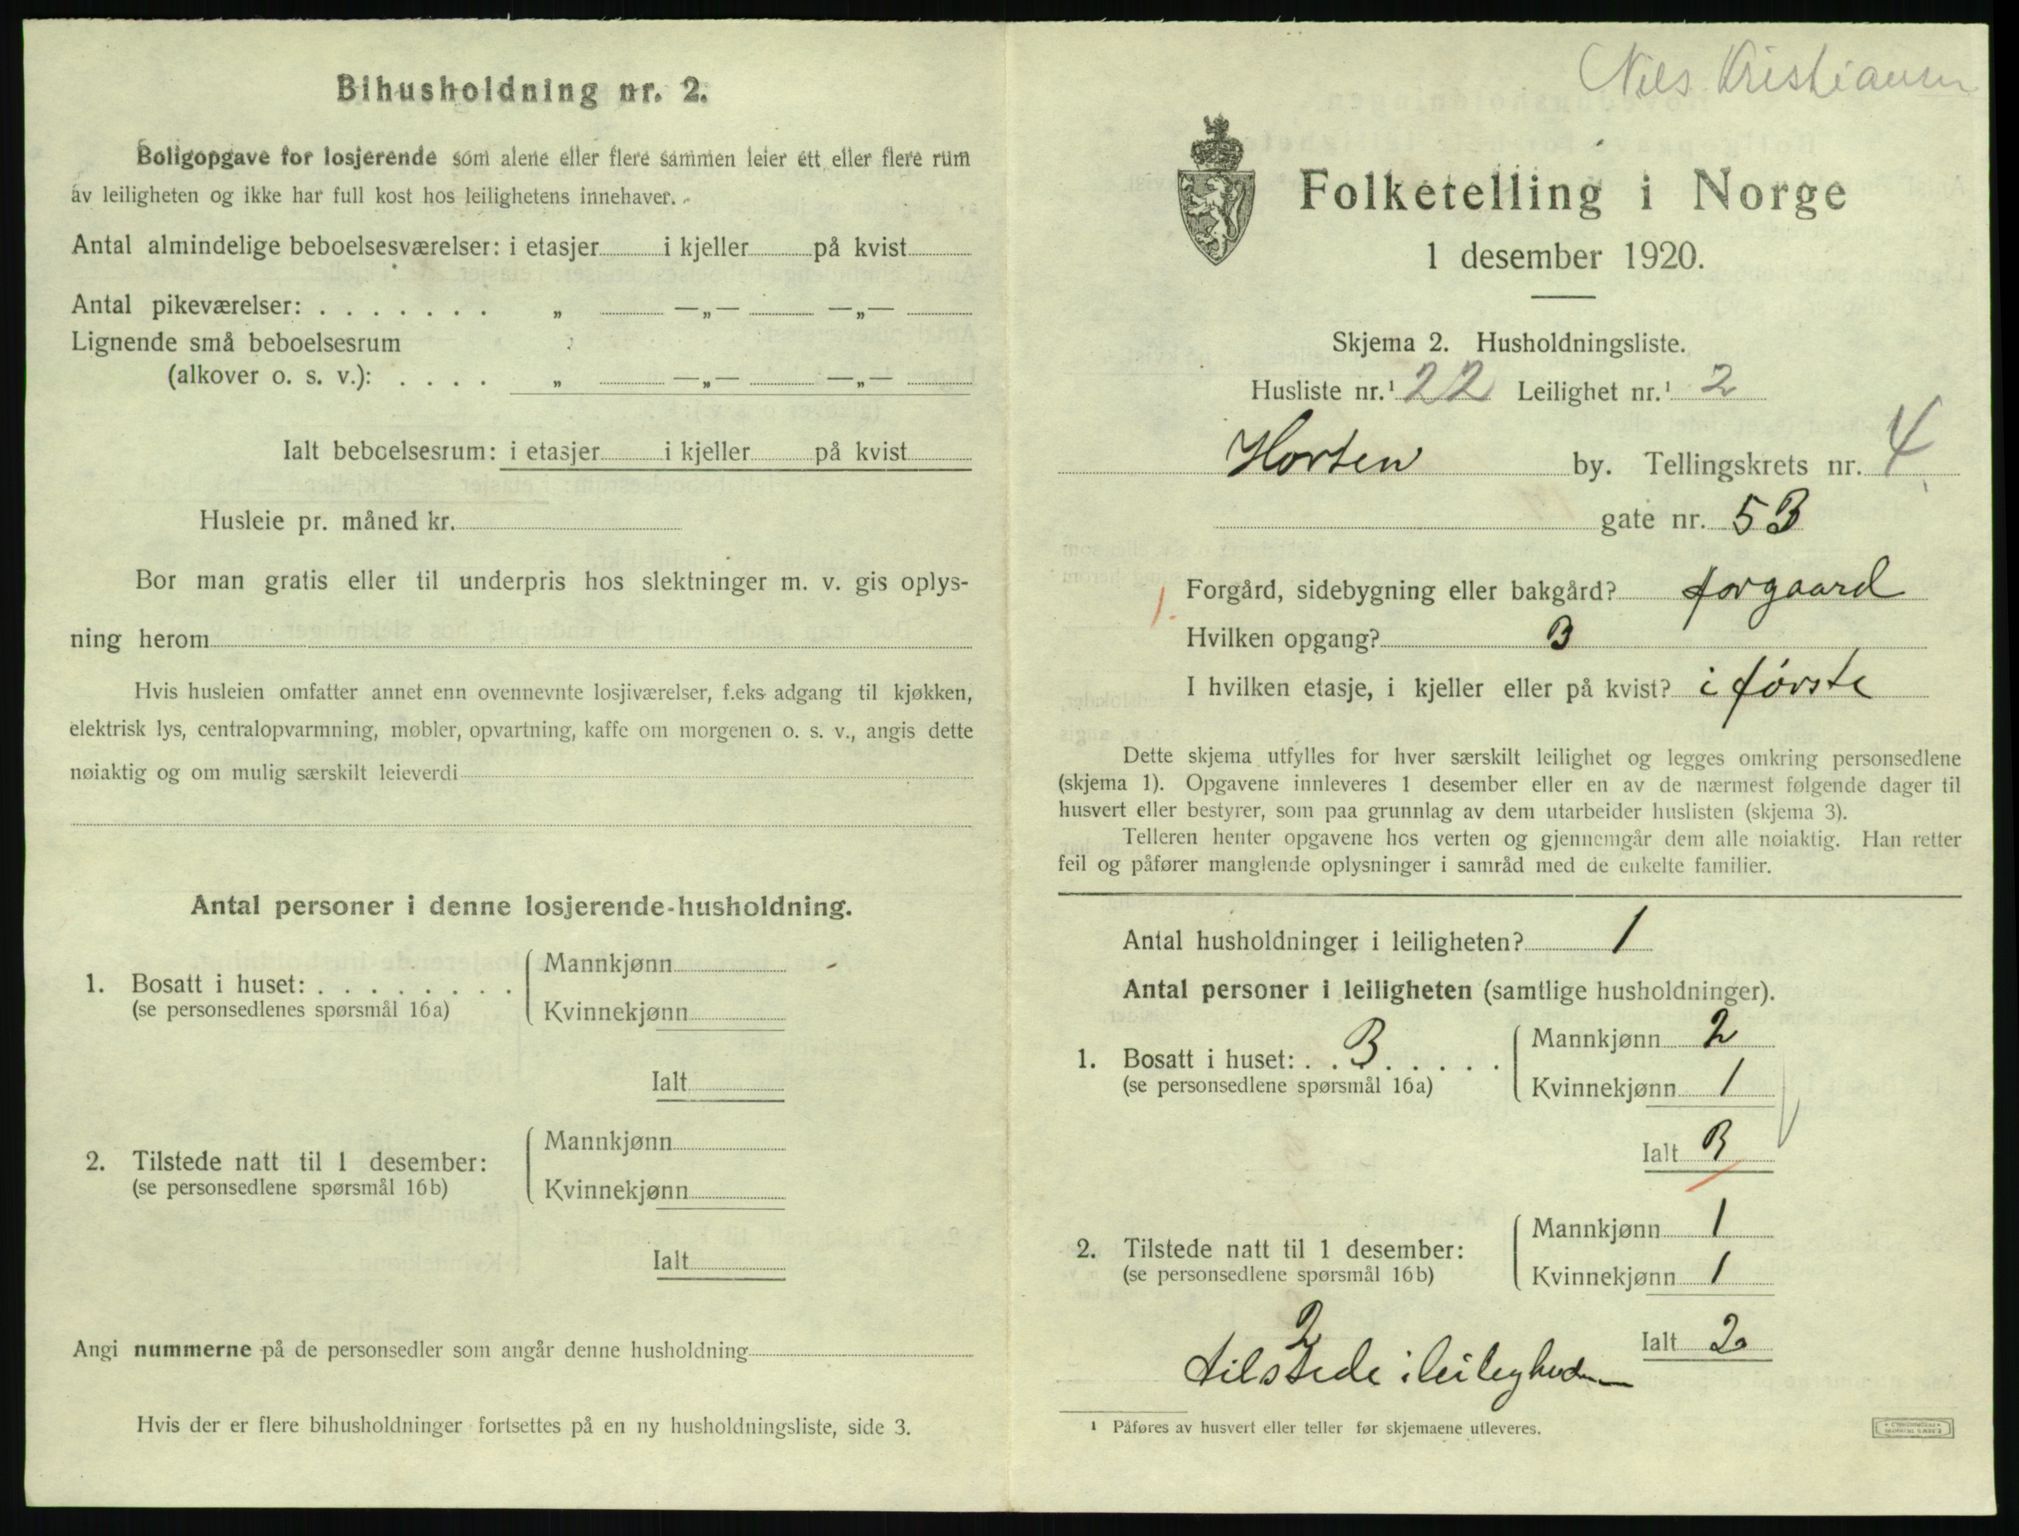 Bihusholdning nr. 2.
Boligopgave for losjerende som alene eller flere sammen leier ett eller flere rum
av leiligheten og ikke har full kost hos leilighetens innehaver.
Antal almindelige beboelsesværelser: i etasjer i kjeller på kvist
Antal pikeværelser: . . . . . . . „ —„— —„—
Lignende små beboelsesrum
(alkover o. s. v.): . . . . „ —„— —„—
Ialt beboelsesrum: i etasjer i kjeller på kvist
Husleie pr. måned kr.
Bor man gratis eller til underpris hos slektninger m. v. gis oplys-
ning herom
Hvis husleien omfatter annet enn ovennevnte losjiværelser, f.eks adgang til kjøkken,
elektrisk lys, centralopvarmning, møbler, opvartning, kaffe om morgenen o. s. v., angis dette
nøiaktig og om mulig særskilt leieverdi
Antal personer i denne losjerende-husholdning.
1. Bosatt i huset: . . . . . . . .
(se personsedlenes spørsmål 16a)
Mannkjønn
Kvinnekjønn
Ialt
2. Tilstede natt til 1 desember:
(se personsedlene spørsmål 16b)
Mannkjønn
Kvinnekjønn
Ialt
Angi nummerne på de personsedler som angår denne husholdning
Hvis der er flere bihusholdninger fortsettes på en ny husholdningsliste, side 3.
Nils Kristiansen
Folketelling i Norge
1 desember 1920.
Skjema 2. Husholdningsliste.
Husliste nr.¹ 22 Leilighet nr.¹ 2
Horten by. Tellingskrets nr. 4
gate nr. 53
Forgård, sidebygning eller bakgård? forgaard
Hvilken opgang? B
I hvilken etasje, i kjeller eller på kvist? i første
Dette skjema utfylles for hver særskilt leilighet og legges omkring personsedlene
(skjema 1). Opgavene innleveres 1 desember eller en av de nærmest følgende dager til
husvert eller bestyrer, som paa grunnlag av dem utarbeider huslisten (skjema 3).
Telleren henter opgavene hos verten og gjennemgår dem alle nøiaktig. Han retter
feil og påfører manglende oplysninger i samråd med de enkelte familier.
Antal husholdninger i leiligheten? 1
Antal personer i leiligheten (samtlige husholdninger).
1. Bosatt i huset: . . 3 . . . . .
(se personsedlene spørsmål 16a)
Mannkjønn 2
Kvinnekjønn 1
Ialt 3
2. Tilstede natt til 1 desember:
(se personsedlene spørsmål 16b)
Mannkjønn 1
Kvinnekjønn 1
Ialt 2
2
tilstede i leiligheden
¹ Påføres av husvert eller teller før skjemaene utleveres.